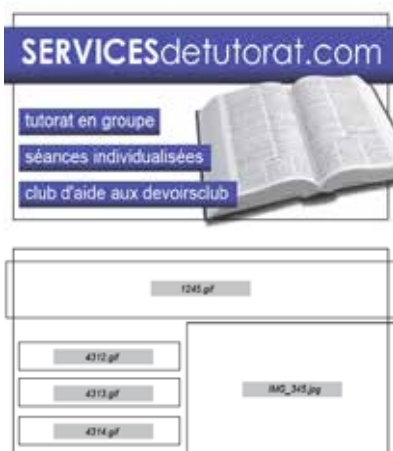 SERVICESdetutorat.com
tutorat en groupe
séances individualisées
club d'aide aux devoirsclub
1245.gif
4312.gif
IMG_345.jpg
4313.gif
4314.gif